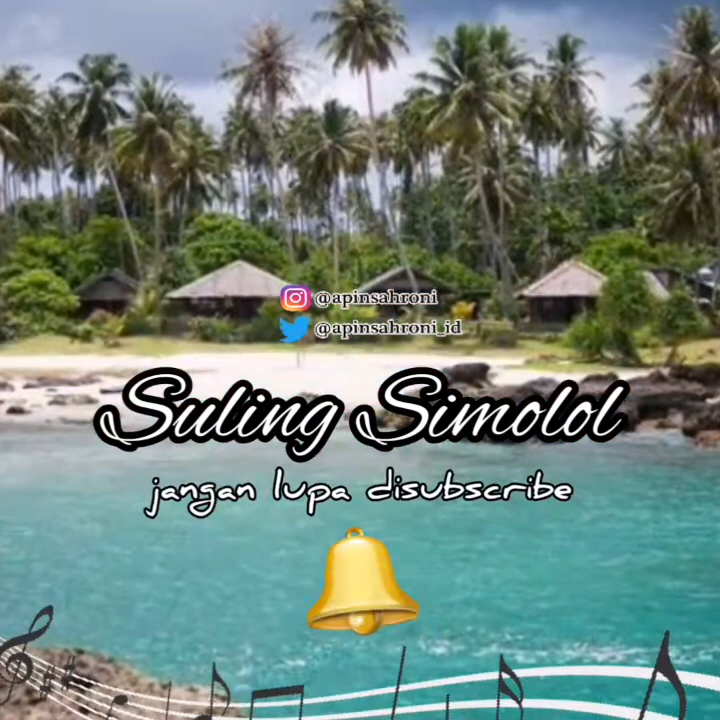 @apinsahroni
@apinsahroni_id
Suling Simolol
jangan lupa disubscribe